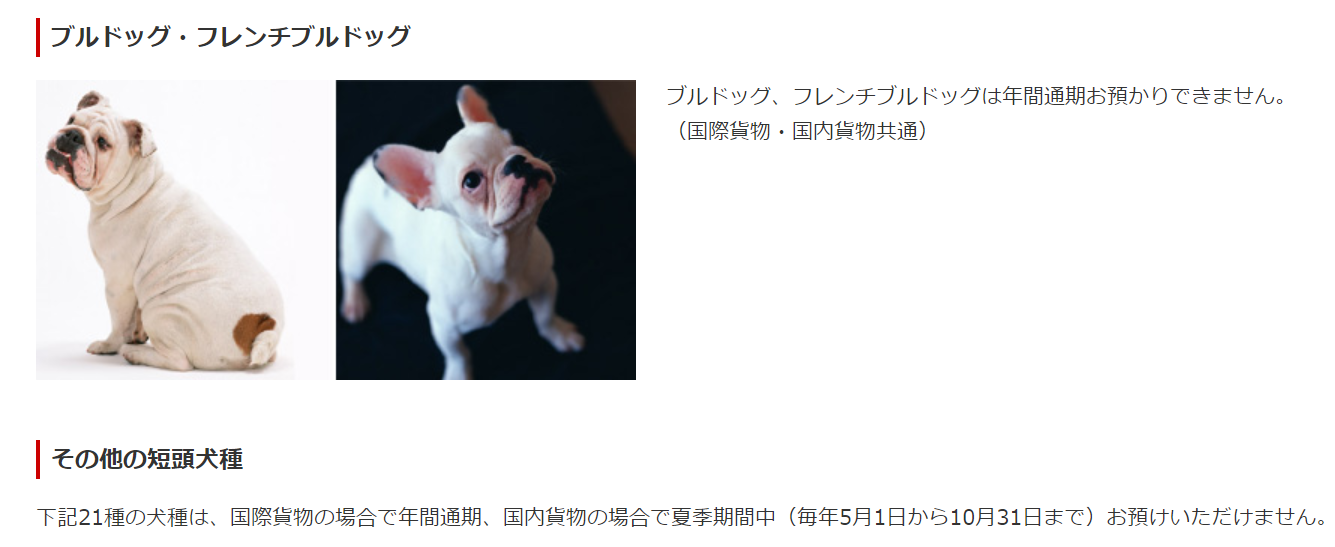 ブルドッグ・フレンチブルドッグ
ブルドッグ、フレンチブルドッグは年間通期お預かりできません。
（国際貨物・国内貨物共通）
その他の短頭犬種
下記21種の犬種は、国際貨物の場合で年間通期、国内貨物の場合で夏季期間中（毎年5月1日から10月31日まで）お預けいただけません。